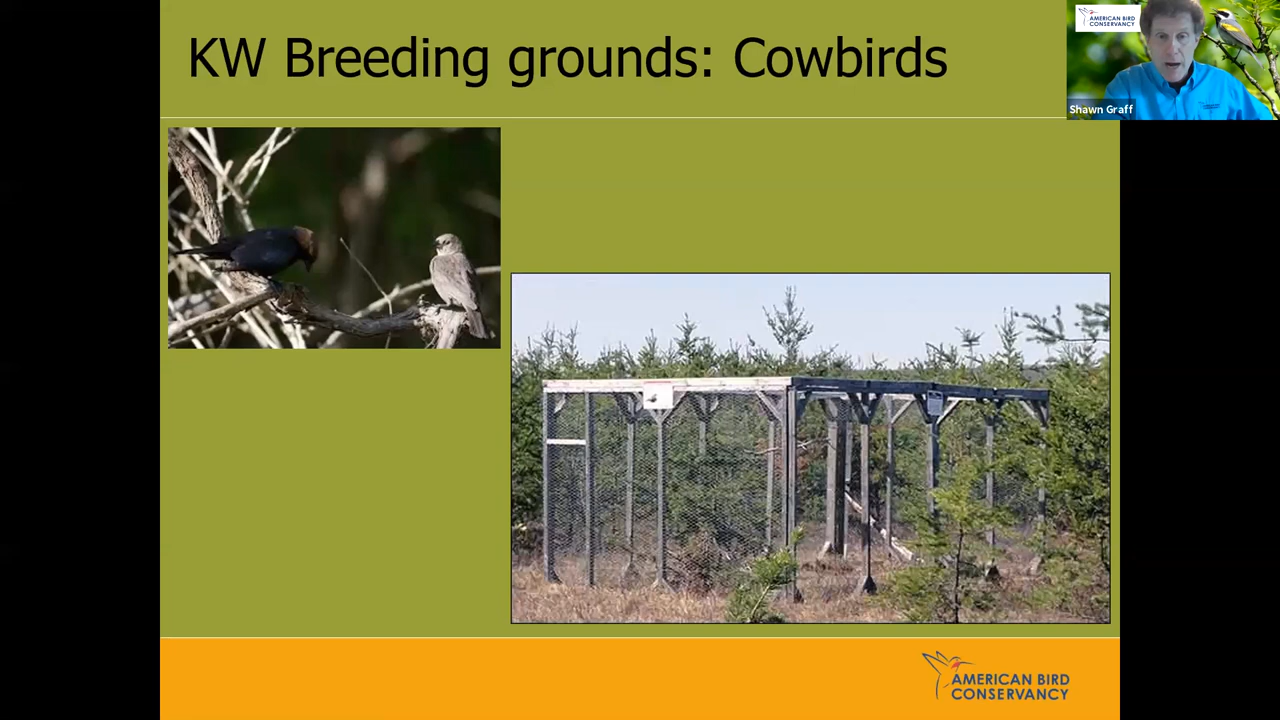 KW Breeding grounds: Cowbirds
AMERICAN BIRD
CONSERVANCY
Shawn Graff
AMERICAN BIRD
CONSERVANCY